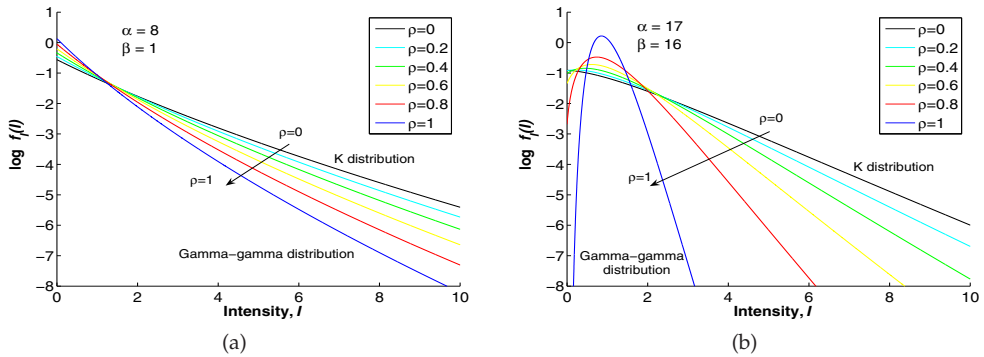 α = 8
β = 1
ρ=0
ρ=0.2
ρ=0.4
ρ=0.6
ρ=0.8
ρ=1
1
0
−1
−2
−3
−4
−5
−6
−7
−8
log f_I(I)
ρ=0
K distribution
ρ=1
Gamma−gamma distribution
0 2 4 6 8 10
Intensity, I
(a)
α = 17
β = 16
ρ=0
ρ=0.2
ρ=0.4
ρ=0.6
ρ=0.8
ρ=1
1
0
−1
−2
−3
−4
−5
−6
−7
−8
log f_I(I)
ρ=0
K distribution
ρ=1
Gamma−gamma
distribution
0 2 4 6 8 10
Intensity, I
(b)